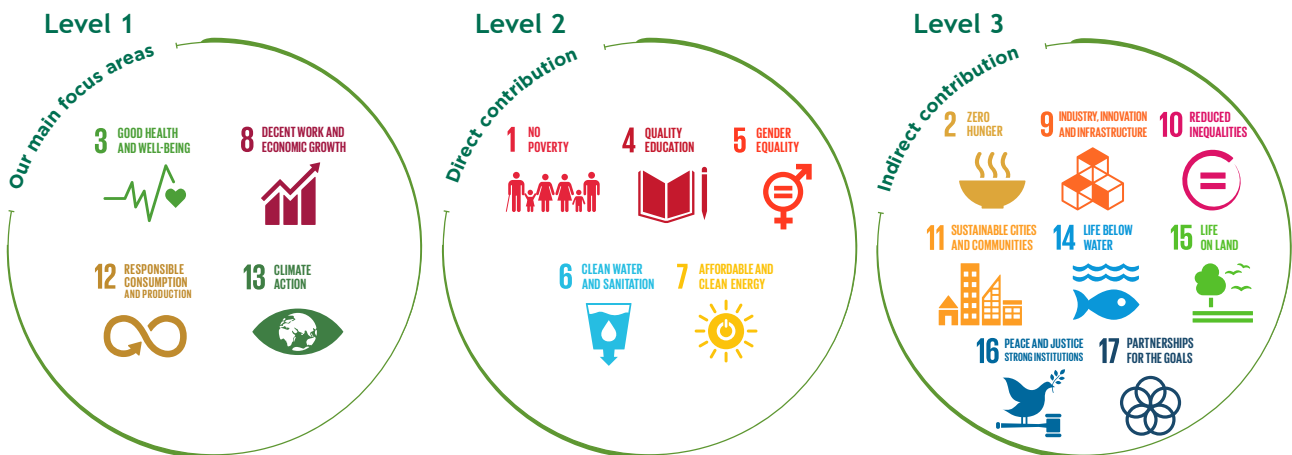 Level 1
Our main focus areas
3 GOOD HEALTH
AND WELL-BEING
8 DECENT WORK AND
ECONOMIC GROWTH
12 RESPONSIBLE
CONSUMPTION
AND PRODUCTION
13 CLIMATE
ACTION
Level 2
Direct contribution
1 NO
POVERTY
4 QUALITY
EDUCATION
5 GENDER
EQUALITY
6 CLEAN WATER
AND SANITATION
7 AFFORDABLE AND
CLEAN ENERGY
Level 3
Indirect contribution
2 ZERO
HUNGER
9 INDUSTRY, INNOVATION
AND INFRASTRUCTURE
10 REDUCED
INEQUALITIES
11 SUSTAINABLE CITIES
AND COMMUNITIES
14 LIFE BELOW
WATER
15 LIFE
ON LAND
16 PEACE AND JUSTICE
STRONG INSTITUTIONS
17 PARTNERSHIPS
FOR THE GOALS